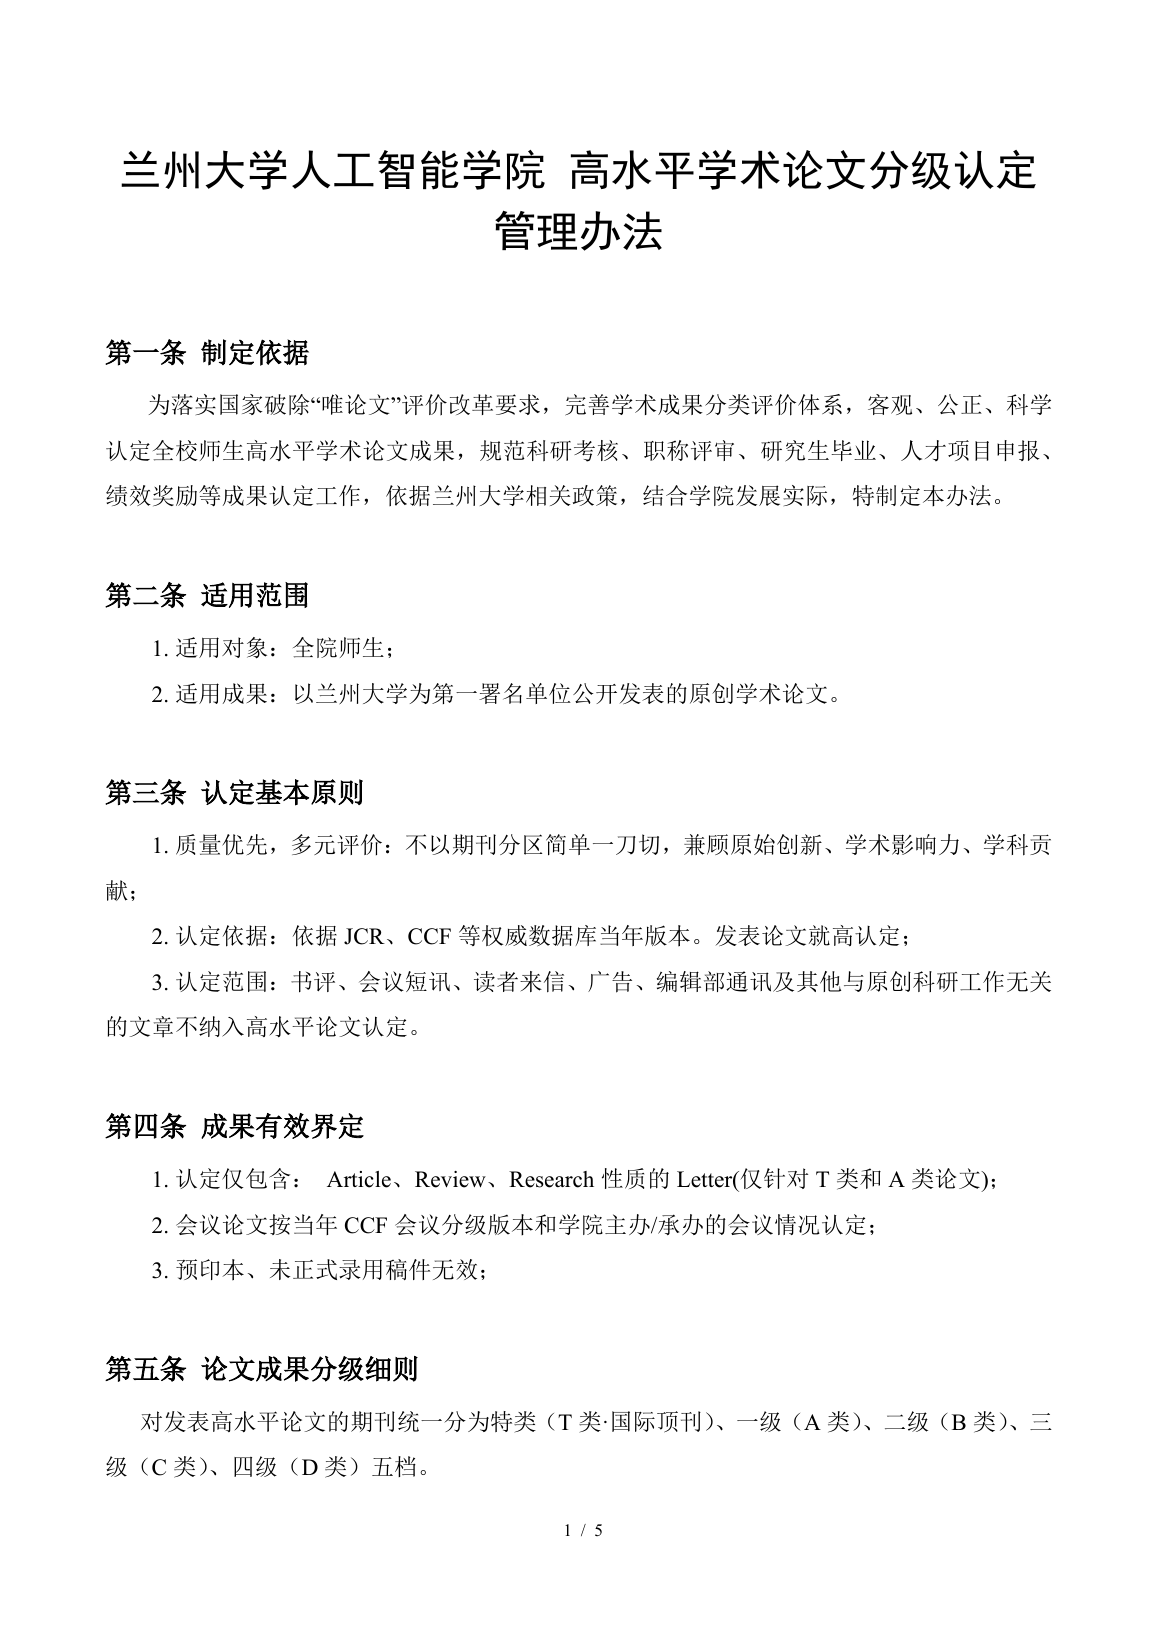 兰州大学人工智能学院 高水平学术论文分级认定
管理办法
第一条 制定依据
为落实国家破除“唯论文”评价改革要求，完善学术成果分类评价体系，客观、公正、科学
认定全校师生高水平学术论文成果，规范科研考核、职称评审、研究生毕业、人才项目申报、
绩效奖励等成果认定工作，依据兰州大学相关政策，结合学院发展实际，特制定本办法。
第二条 适用范围
1. 适用对象：全院师生；
2. 适用成果：以兰州大学为第一署名单位公开发表的原创学术论文。
第三条 认定基本原则
1. 质量优先，多元评价：不以期刊分区简单一刀切，兼顾原始创新、学术影响力、学科贡
献；
2. 认定依据：依据 JCR、CCF 等权威数据库当年版本。发表论文就高认定；
3. 认定范围：书评、会议短讯、读者来信、广告、编辑部通讯及其他与原创科研工作无关
的文章不纳入高水平论文认定。
第四条 成果有效界定
1. 认定仅包含： Article、Review、Research 性质的 Letter(仅针对 T 类和 A 类论文)；
2. 会议论文按当年 CCF 会议分级版本和学院主办/承办的会议情况认定；
3. 预印本、未正式录用稿件无效；
第五条 论文成果分级细则
对发表高水平论文的期刊统一分为特类（T 类·国际顶刊）、一级（A 类）、二级（B 类）、三
级（C 类）、四级（D 类）五档。
1 / 5